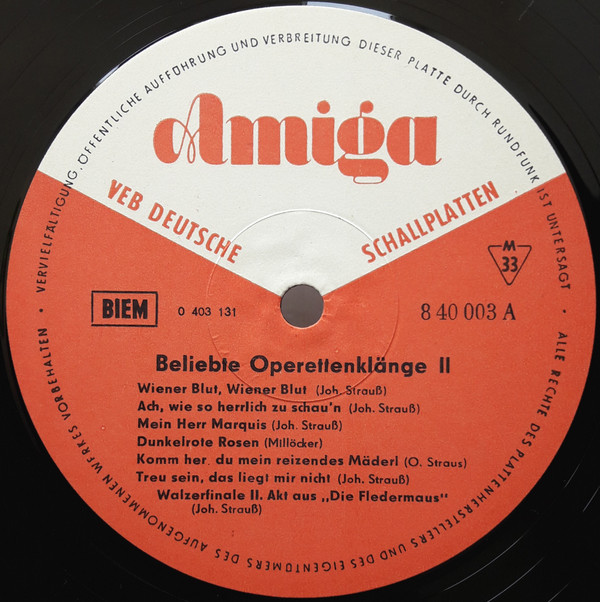 VERVIELFÄLTIGUNG, ÖFFENTLICHE AUFFÜHRUNG UND VERBREITUNG DIESER PLATTE DURCH RUNDFUNK IST UNTERSAGT •
Amiga
VEB DEUTSCHE SCHALLPLATTEN
M
33
BIEM
0 403 131
8 40 003 A
Beliebte Operettenklänge II
Wiener Blut, Wiener Blut (Joh. Strauß)
Ach, wie so herrlich zu schau'n (Joh. Strauß)
Mein Herr Marquis (Joh. Strauß)
Dunkelrote Rosen (Millöcker)
Komm her, du mein reizendes Mäderl (O. Straus)
Treu sein, das liegt mir nicht (Joh. Strauß)
Walzerfinale II. Akt aus „Die Fledermaus"
(Joh. Strauß)
ALLE RECHTE DES PLATTENHERSTELLERS UND DES EIGENTÜMERS DES AUFGENOMMENEN WERKES VORBEHALTEN •